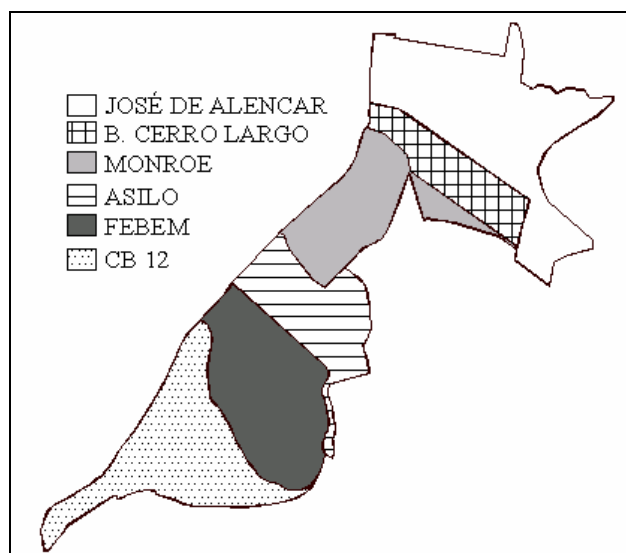 JOSÉ DE ALENCAR
B. CERRO LARGO
MONROE
ASILO
FEBEM
CB 12